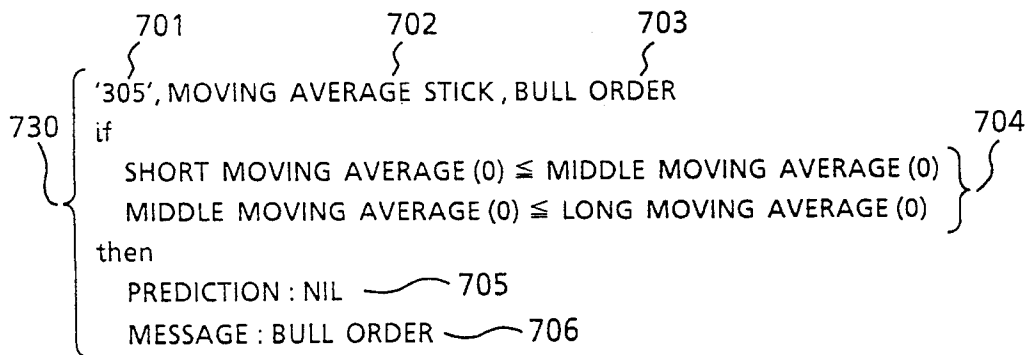 701 702 703
'305', MOVING AVERAGE STICK, BULL ORDER
730 if 704
SHORT MOVING AVERAGE (0) ≦ MIDDLE MOVING AVERAGE (0)
MIDDLE MOVING AVERAGE (0) ≦ LONG MOVING AVERAGE (0)
then
PREDICTION : NIL 705
MESSAGE : BULL ORDER 706